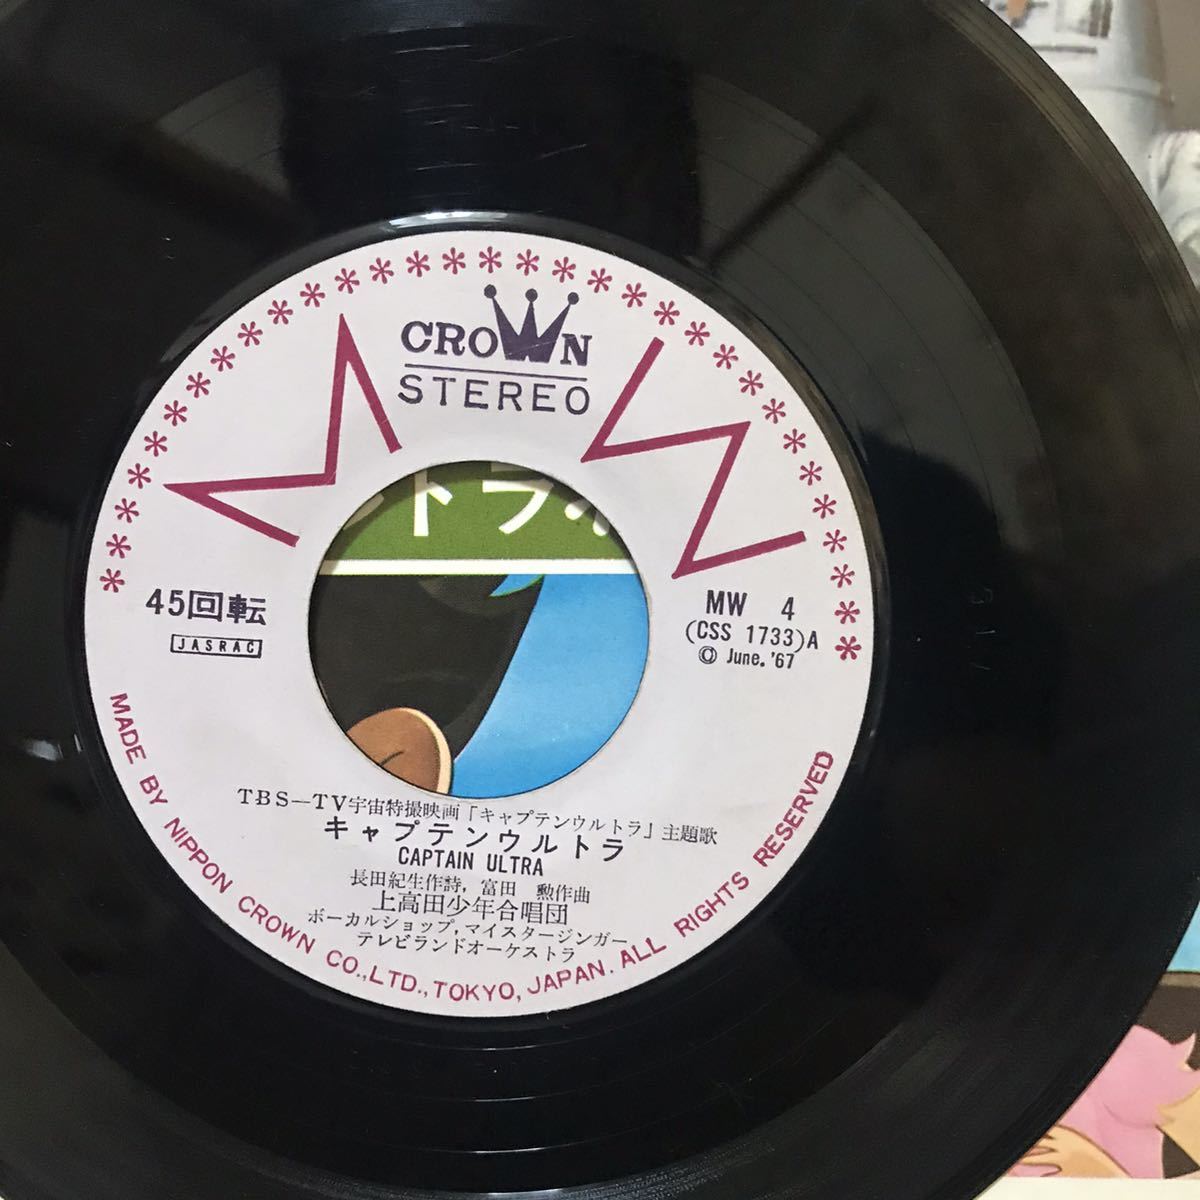 CROWN
STEREO
M W
トラ
45回転
JASRAC
MW 4
(CSS 1733)A
© June. '67
TBS—TV宇宙特撮映画「キャプテンウルトラ」主題歌
キャプテンウルトラ
CAPTAIN ULTRA
長田紀生作詩, 富田 勲作曲
上高田少年合唱団
ボーカルショップ, マイスタージンガー
テレビランドオーケストラ
MADE BY NIPPON CROWN CO.,LTD.,TOKYO, JAPAN. ALL RIGHTS RESERVED